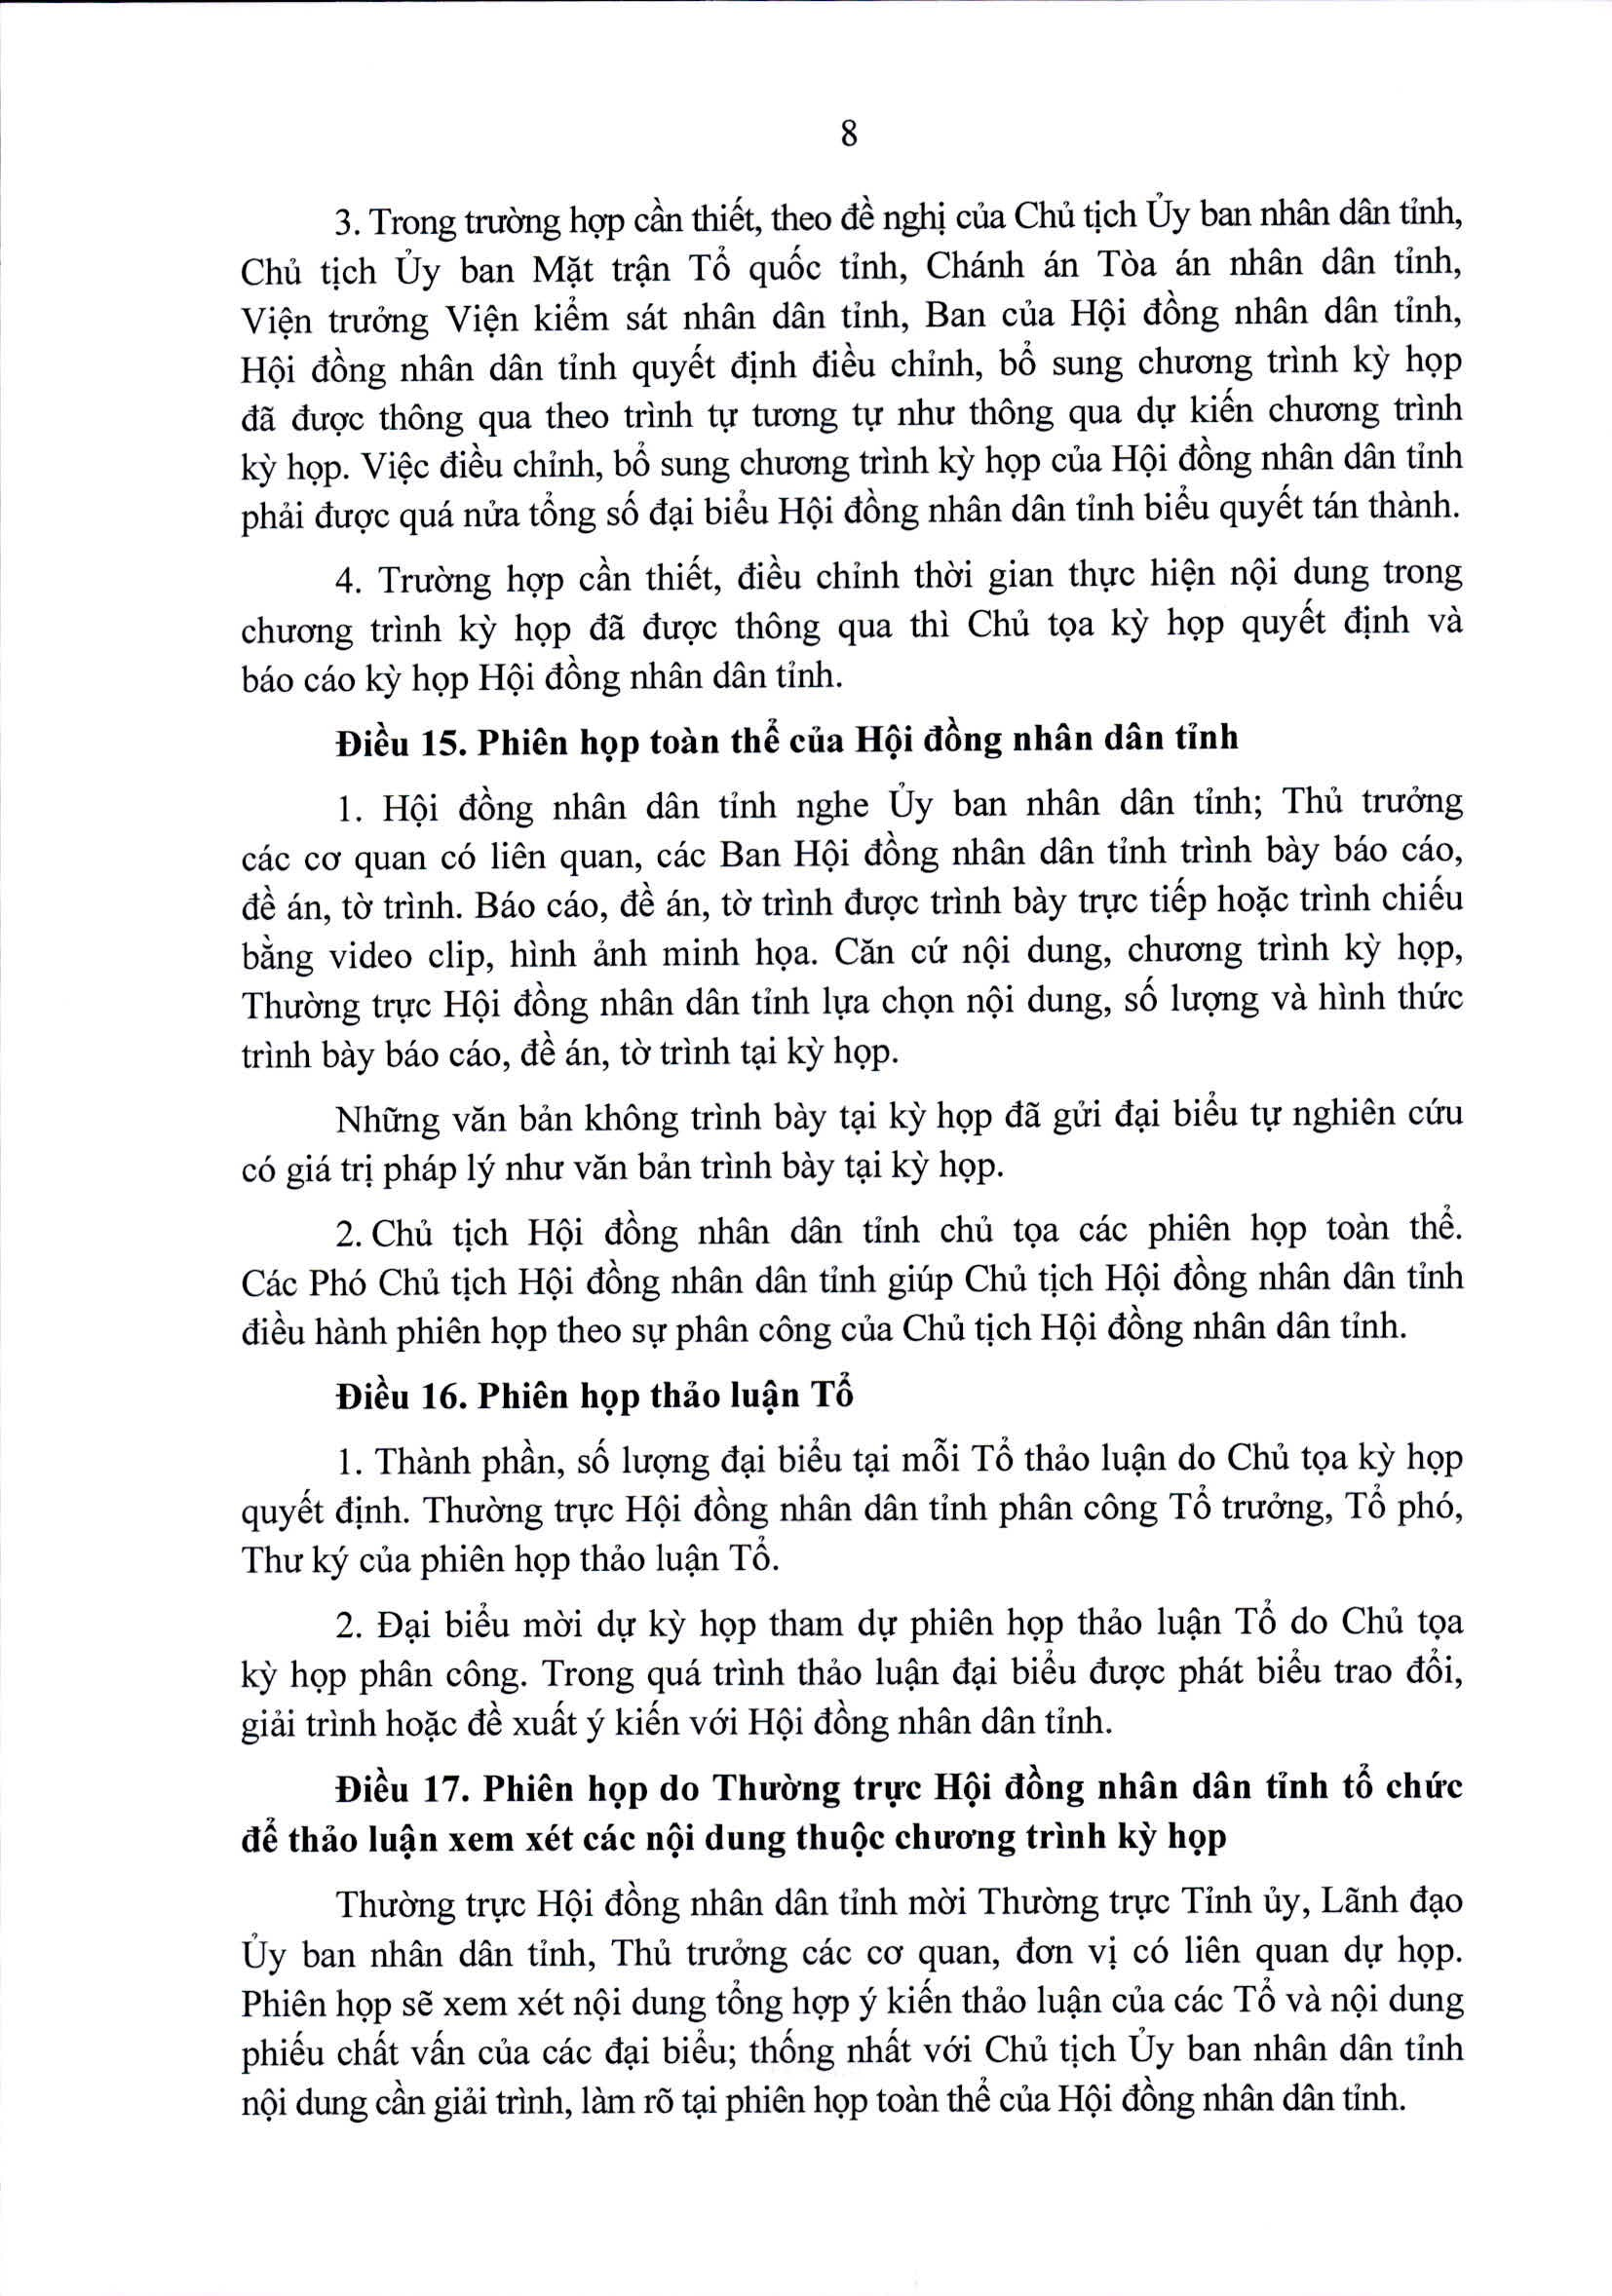 8
3. Trong trường hợp cần thiết, theo đề nghị của Chủ tịch Ủy ban nhân dân tỉnh,
Chủ tịch Ủy ban Mặt trận Tổ quốc tỉnh, Chánh án Tòa án nhân dân tỉnh,
Viện trưởng Viện kiểm sát nhân dân tỉnh, Ban của Hội đồng nhân dân tỉnh,
Hội đồng nhân dân tỉnh quyết định điều chỉnh, bổ sung chương trình kỳ họp
đã được thông qua theo trình tự tương tự như thông qua dự kiến chương trình
kỳ họp. Việc điều chỉnh, bổ sung chương trình kỳ họp của Hội đồng nhân dân tỉnh
phải được quá nửa tổng số đại biểu Hội đồng nhân dân tỉnh biểu quyết tán thành.
4. Trường hợp cần thiết, điều chỉnh thời gian thực hiện nội dung trong
chương trình kỳ họp đã được thông qua thì Chủ tọa kỳ họp quyết định và
báo cáo kỳ họp Hội đồng nhân dân tỉnh.
Điều 15. Phiên họp toàn thể của Hội đồng nhân dân tỉnh
1. Hội đồng nhân dân tỉnh nghe Ủy ban nhân dân tỉnh; Thủ trưởng
các cơ quan có liên quan, các Ban Hội đồng nhân dân tỉnh trình bày báo cáo,
đề án, tờ trình. Báo cáo, đề án, tờ trình được trình bày trực tiếp hoặc trình chiếu
bằng video clip, hình ảnh minh họa. Căn cứ nội dung, chương trình kỳ họp,
Thường trực Hội đồng nhân dân tỉnh lựa chọn nội dung, số lượng và hình thức
trình bày báo cáo, đề án, tờ trình tại kỳ họp.
Những văn bản không trình bày tại kỳ họp đã gửi đại biểu tự nghiên cứu
có giá trị pháp lý như văn bản trình bày tại kỳ họp.
2. Chủ tịch Hội đồng nhân dân tỉnh chủ tọa các phiên họp toàn thể.
Các Phó Chủ tịch Hội đồng nhân dân tỉnh giúp Chủ tịch Hội đồng nhân dân tỉnh
điều hành phiên họp theo sự phân công của Chủ tịch Hội đồng nhân dân tỉnh.
Điều 16. Phiên họp thảo luận Tổ
1. Thành phần, số lượng đại biểu tại mỗi Tổ thảo luận do Chủ tọa kỳ họp
quyết định. Thường trực Hội đồng nhân dân tỉnh phân công Tổ trưởng, Tổ phó,
Thư ký của phiên họp thảo luận Tổ.
2. Đại biểu mời dự kỳ họp tham dự phiên họp thảo luận Tổ do Chủ tọa
kỳ họp phân công. Trong quá trình thảo luận đại biểu được phát biểu trao đổi,
giải trình hoặc đề xuất ý kiến với Hội đồng nhân dân tỉnh.
Điều 17. Phiên họp do Thường trực Hội đồng nhân dân tỉnh tổ chức
để thảo luận xem xét các nội dung thuộc chương trình kỳ họp
Thường trực Hội đồng nhân dân tỉnh mời Thường trực Tỉnh ủy, Lãnh đạo
Ủy ban nhân dân tỉnh, Thủ trưởng các cơ quan, đơn vị có liên quan dự họp.
Phiên họp sẽ xem xét nội dung tổng hợp ý kiến thảo luận của các Tổ và nội dung
phiếu chất vấn của các đại biểu; thống nhất với Chủ tịch Ủy ban nhân dân tỉnh
nội dung cần giải trình, làm rõ tại phiên họp toàn thể của Hội đồng nhân dân tỉnh.